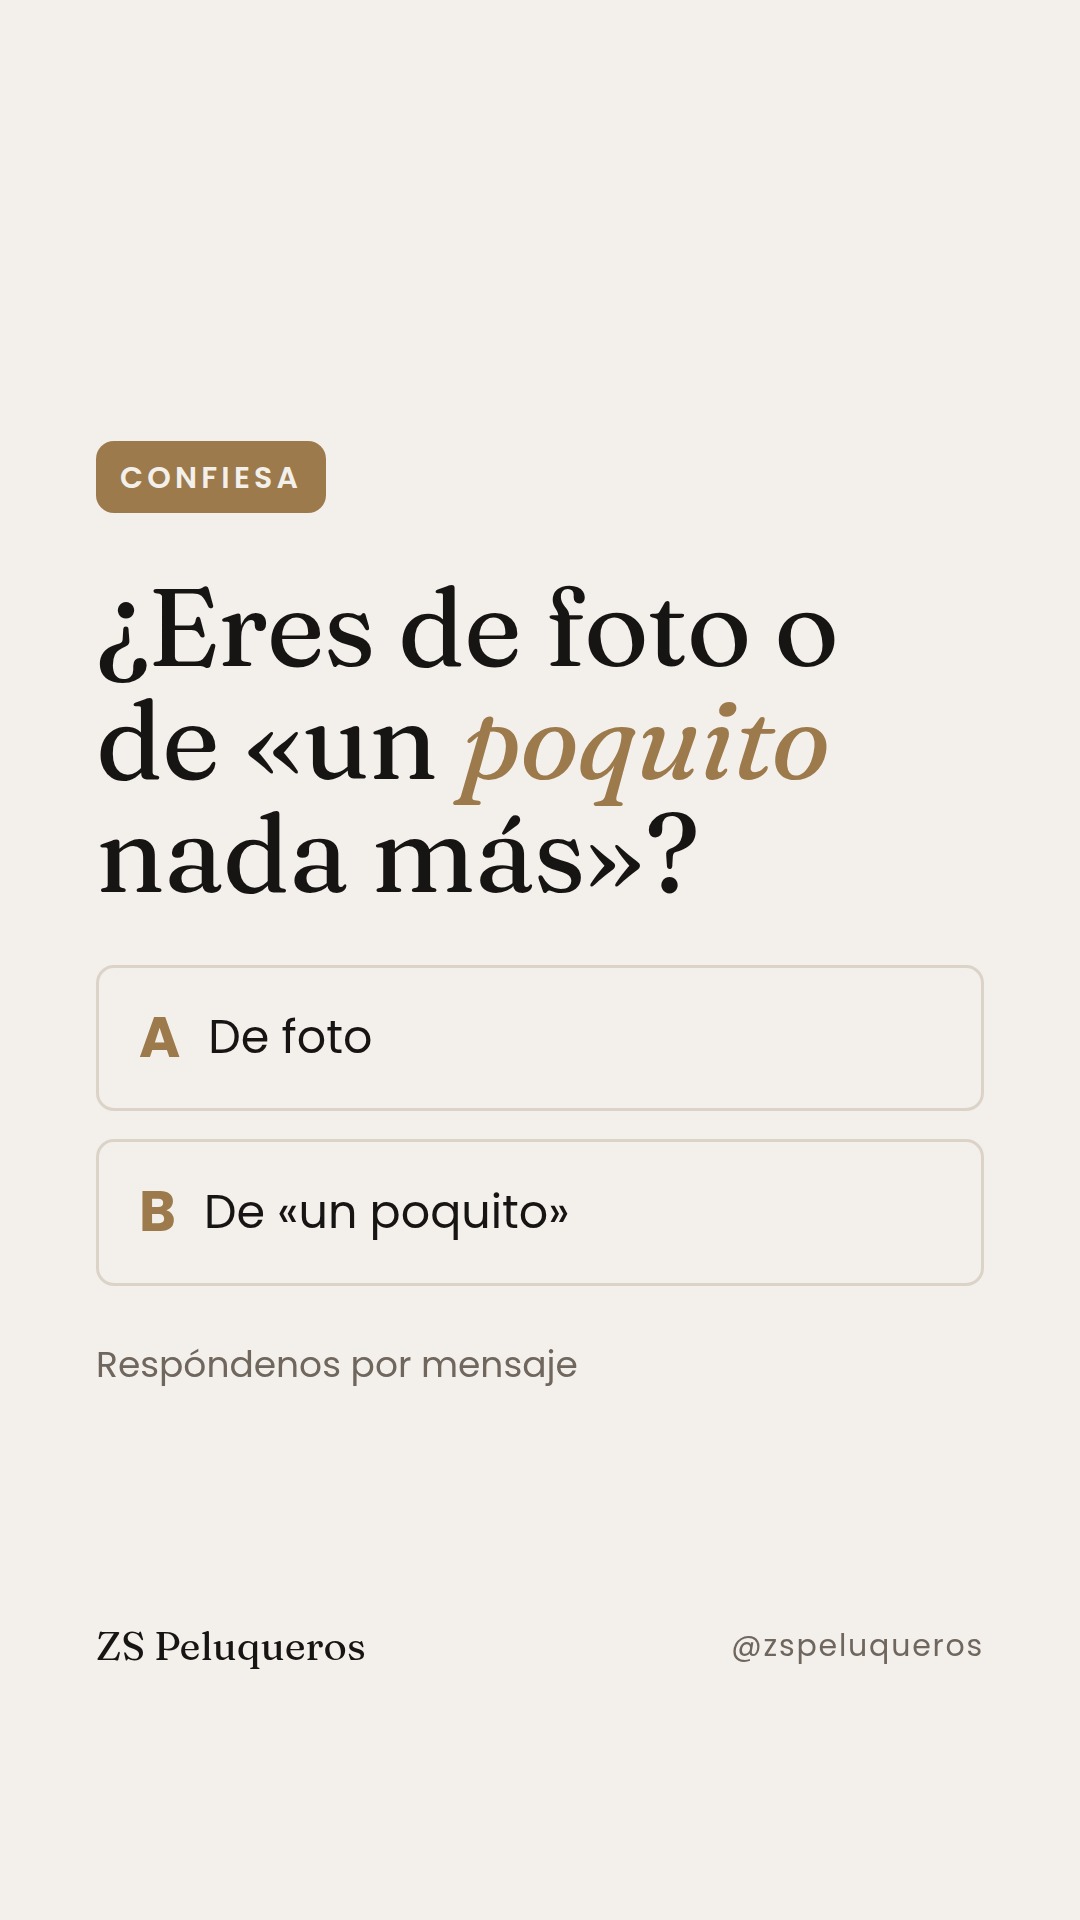 CONFIESA
¿Eres de foto o
de «un poquito
nada más»?
A De foto
B De «un poquito»
Respóndenos por mensaje
ZS Peluqueros
@zspeluqueros